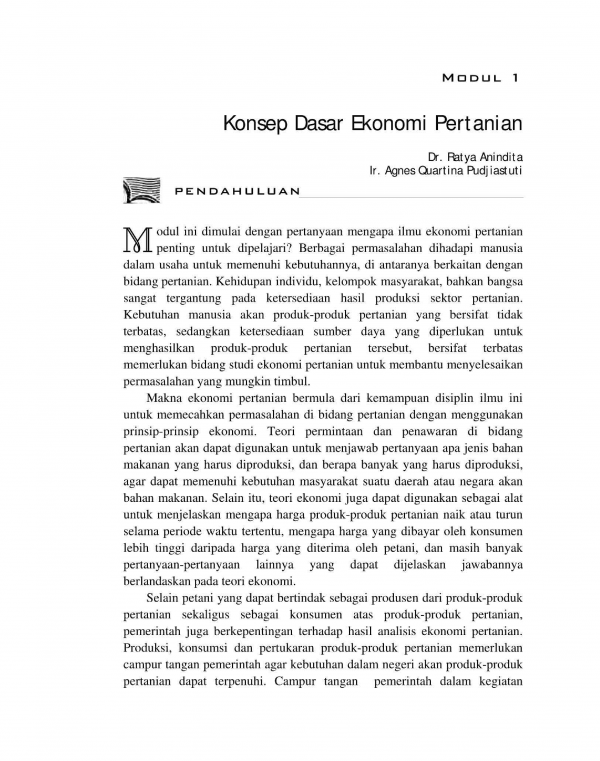 Modul 1
Konsep Dasar Ekonomi Pertanian
Dr. Ratya Anindita
Ir. Agnes Quartina Pudjiastuti
PENDAHULUAN
Modul ini dimulai dengan pertanyaan mengapa ilmu ekonomi pertanian
penting untuk dipelajari? Berbagai permasalahan dihadapi manusia
dalam usaha untuk memenuhi kebutuhannya, di antaranya berkaitan dengan
bidang pertanian. Kehidupan individu, kelompok masyarakat, bahkan bangsa
sangat tergantung pada ketersediaan hasil produksi sektor pertanian.
Kebutuhan manusia akan produk-produk pertanian yang bersifat tidak
terbatas, sedangkan ketersediaan sumber daya yang diperlukan untuk
menghasilkan produk-produk pertanian tersebut, bersifat terbatas
memerlukan bidang studi ekonomi pertanian untuk membantu menyelesaikan
permasalahan yang mungkin timbul.
Makna ekonomi pertanian bermula dari kemampuan disiplin ilmu ini
untuk memecahkan permasalahan di bidang pertanian dengan menggunakan
prinsip-prinsip ekonomi. Teori permintaan dan penawaran di bidang
pertanian akan dapat digunakan untuk menjawab pertanyaan apa jenis bahan
makanan yang harus diproduksi, dan berapa banyak yang harus diproduksi,
agar dapat memenuhi kebutuhan masyarakat suatu daerah atau negara akan
bahan makanan. Selain itu, teori ekonomi juga dapat digunakan sebagai alat
untuk menjelaskan mengapa harga produk-produk pertanian naik atau turun
selama periode waktu tertentu, mengapa harga yang dibayar oleh konsumen
lebih tinggi daripada harga yang diterima oleh petani, dan masih banyak
pertanyaan-pertanyaan lainnya yang dapat dijelaskan jawabannya
berlandaskan pada teori ekonomi.
Selain petani yang dapat bertindak sebagai produsen dari produk-produk
pertanian sekaligus sebagai konsumen atas produk-produk pertanian,
pemerintah juga berkepentingan terhadap hasil analisis ekonomi pertanian.
Produksi, konsumsi dan pertukaran produk-produk pertanian memerlukan
campur tangan pemerintah agar kebutuhan dalam negeri akan produk-produk
pertanian dapat terpenuhi. Campur tangan pemerintah dalam kegiatan